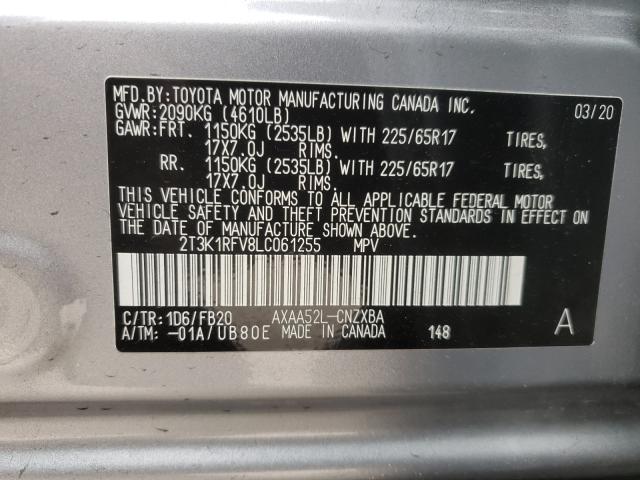 MFD.BY:TOYOTA MOTOR MANUFACTURING CANADA INC.
GVWR:2090KG (4610LB) 03/20
GAWR:FRT. 1150KG (2535LB) WITH 225/65R17 TIRES,
17X7.0J RIMS.
RR. 1150KG (2535LB) WITH 225/65R17 TIRES,
17X7.0J RIMS.
THIS VEHICLE CONFORMS TO ALL APPLICABLE FEDERAL MOTOR
VEHICLE SAFETY AND THEFT PREVENTION STANDARDS IN EFFECT ON
THE DATE OF MANUFACTURE SHOWN ABOVE.
2T3K1RFV8LC061255 MPV
C/TR:1D6/FB20 AXAA52L-CNZXBA
A/TM: -01A/UB80E MADE IN CANADA 148 A